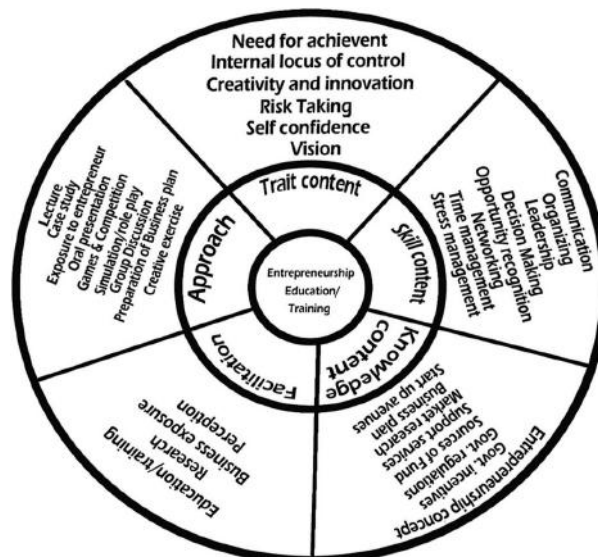 Need for achievent
Internal locus of control
Creativity and innovation
Risk Taking
Self confidence
Vision
Trait content
Communication
Organizing
Leadership
Decision Making
Opportunity recognition
Networking
Time management
Stress management
Skill content
Entrepreneurship concept
Govt. incentives
Govt. regulations
Sources of Fund
Support services
Market research
Business plan
Start up avenues
Knowledge
content
Education/training
Research
Business exposure
Perception
Facilitation
Lecture
Case study
Exposure to entrepreneur
Oral presentation
Games & Competition
Simulation/role play
Group Discussion
Preparation of Business plan
Creative exercise
Approach
Entrepreneurship
Education/
Training